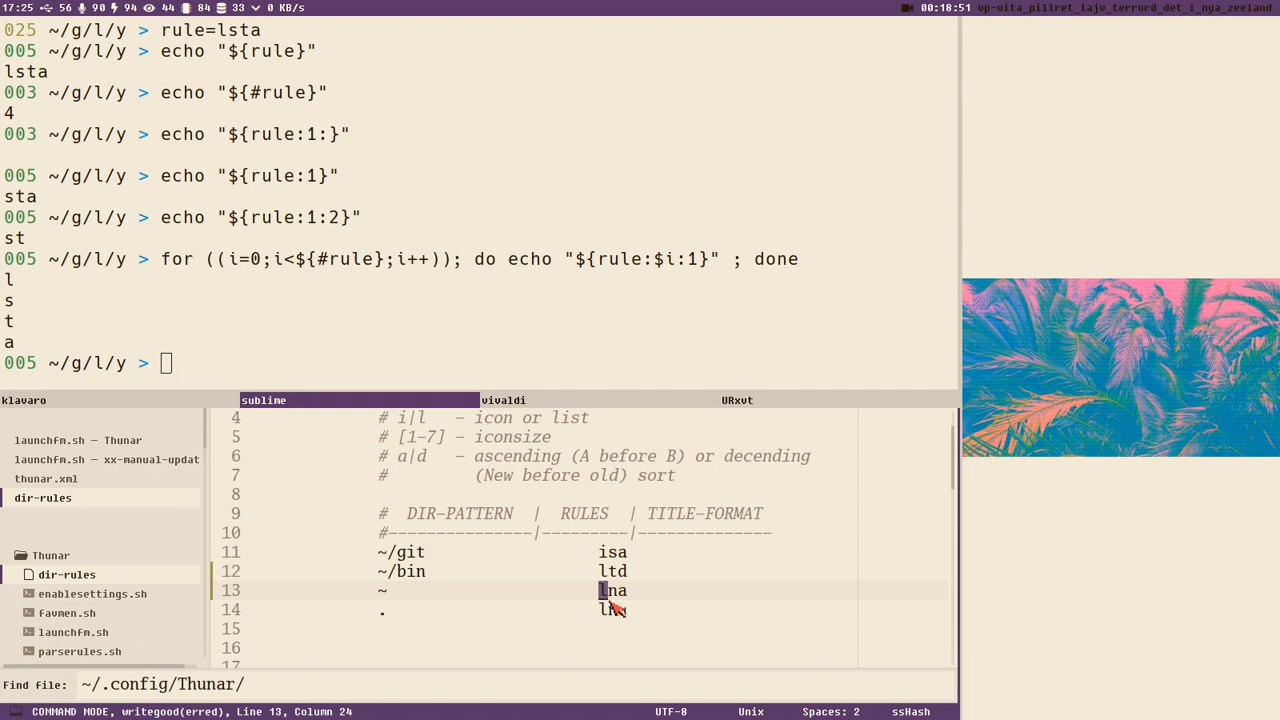 17:25 56 90 94 44 84 33 0 KB/s 00:18:51 vp-vita_pillret_lajv_terrord_det_i_nya_zeeland
025 ~/g/l/y > rule=lsta
005 ~/g/l/y > echo "${rule}"
lsta
003 ~/g/l/y > echo "${#rule}"
4
003 ~/g/l/y > echo "${rule:1:}"
005 ~/g/l/y > echo "${rule:1}"
sta
005 ~/g/l/y > echo "${rule:1:2}"
st
005 ~/g/l/y > for ((i=0;i<${#rule};i++)); do echo "${rule:$i:1}" ; done
l
s
t
a
005 ~/g/l/y >
klavaro sublime vivaldi URxvt
launchfm.sh — Thunar
launchfm.sh — xx-manual-updat
thunar.xml
dir-rules
Thunar
dir-rules
enablesettings.sh
favmen.sh
launchfm.sh
parserules.sh
4 # i|l - icon or list
5 # [1-7] - iconsize
6 # a|d - ascending (A before B) or decending
7 # (New before old) sort
8
9 # DIR-PATTERN | RULES | TITLE-FORMAT
10 #---------------|---------|--------------
11 ~/git isa
12 ~/bin ltd
13 ~ lna
14 .
15
16
17
Find file: ~/.config/Thunar/
COMMAND MODE, writegood(erred), Line 13, Column 24 UTF-8 Unix Spaces: 2 ssHash